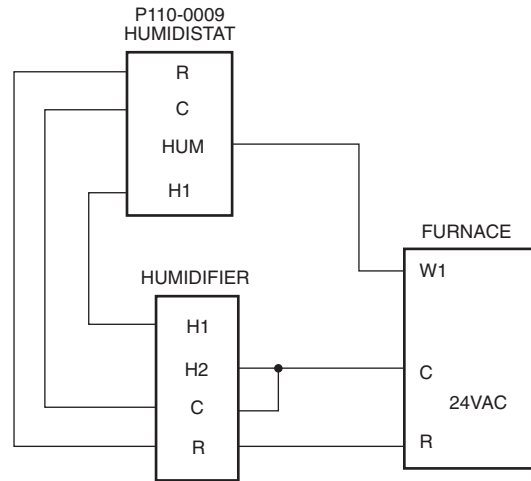 P110-0009
HUMIDISTAT
R
C
HUM
H1
FURNACE
W1
C
24VAC
R
HUMIDIFIER
H1
H2
C
R